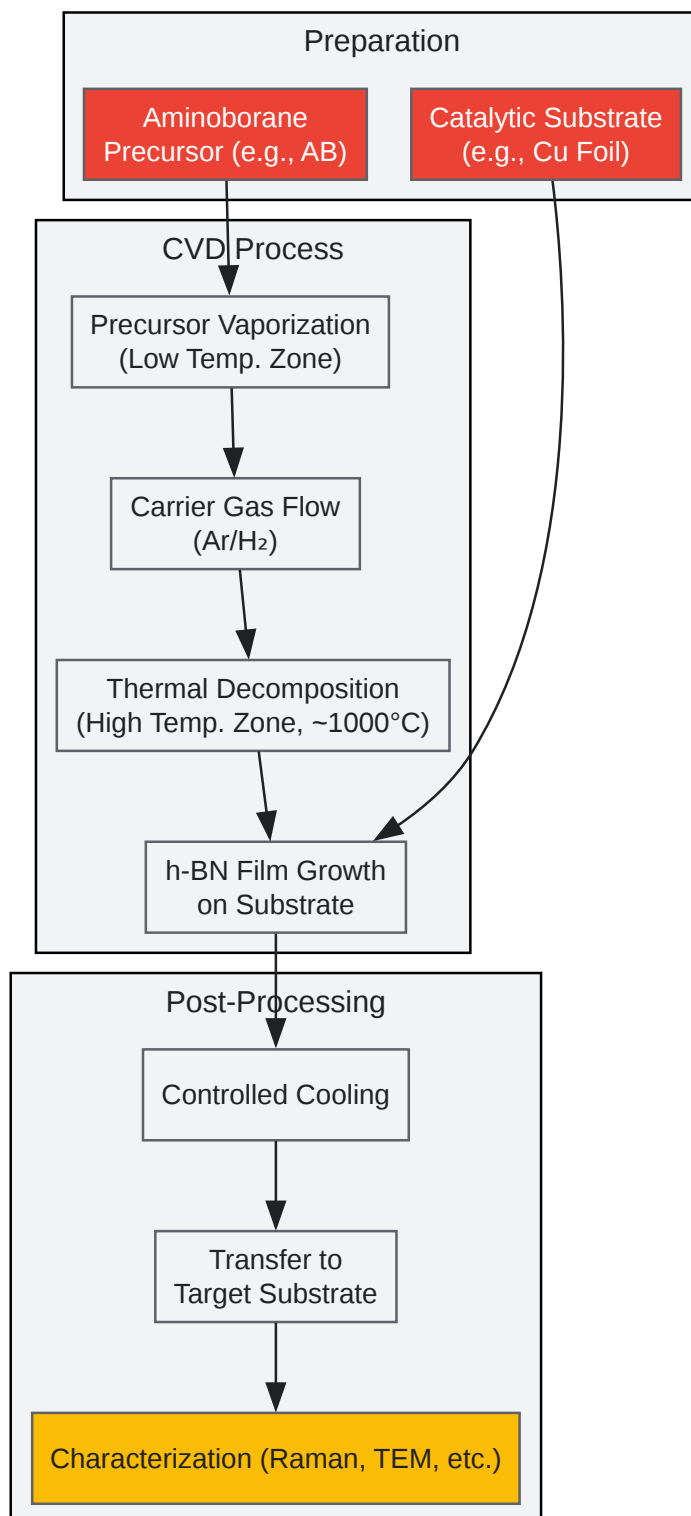 Preparation
Aminoborane
Precursor (e.g., AB)
Catalytic Substrate
(e.g., Cu Foil)
CVD Process
Precursor Vaporization
(Low Temp. Zone)
Carrier Gas Flow
(Ar/H₂)
Thermal Decomposition
(High Temp. Zone, ~1000°C)
h-BN Film Growth
on Substrate
Post-Processing
Controlled Cooling
Transfer to
Target Substrate
Characterization (Raman, TEM, etc.)